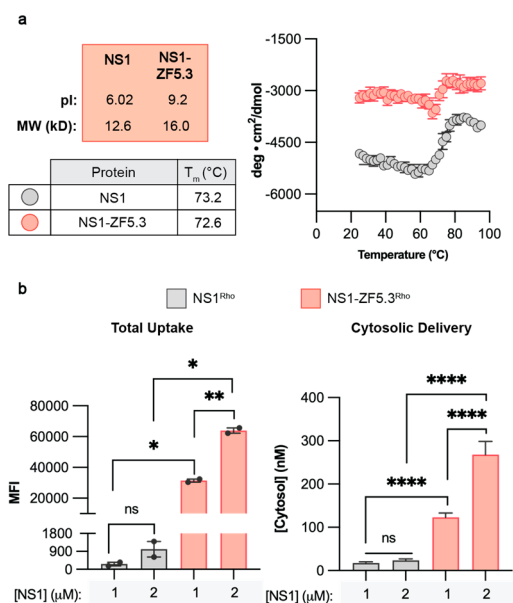 a
NS1 NS1-ZF5.3
pI: 6.02 9.2
MW (kD): 12.6 16.0
Protein Tm (°C)
NS1 73.2
NS1-ZF5.3 72.6
-1500
-3000
-4500
-6000
deg • cm²/dmol
0 20 40 60 80 100
Temperature (°C)
b
NS1Rho NS1-ZF5.3Rho
Total Uptake
80000
60000
40000
20000
1800
900
0
MFI
* 
**
*
ns
[NS1] (μM): 1 2 1 2
Cytosolic Delivery
400
300
200
100
0
[Cytosol] (nM)
****
****
****
ns
[NS1] (μM): 1 2 1 2